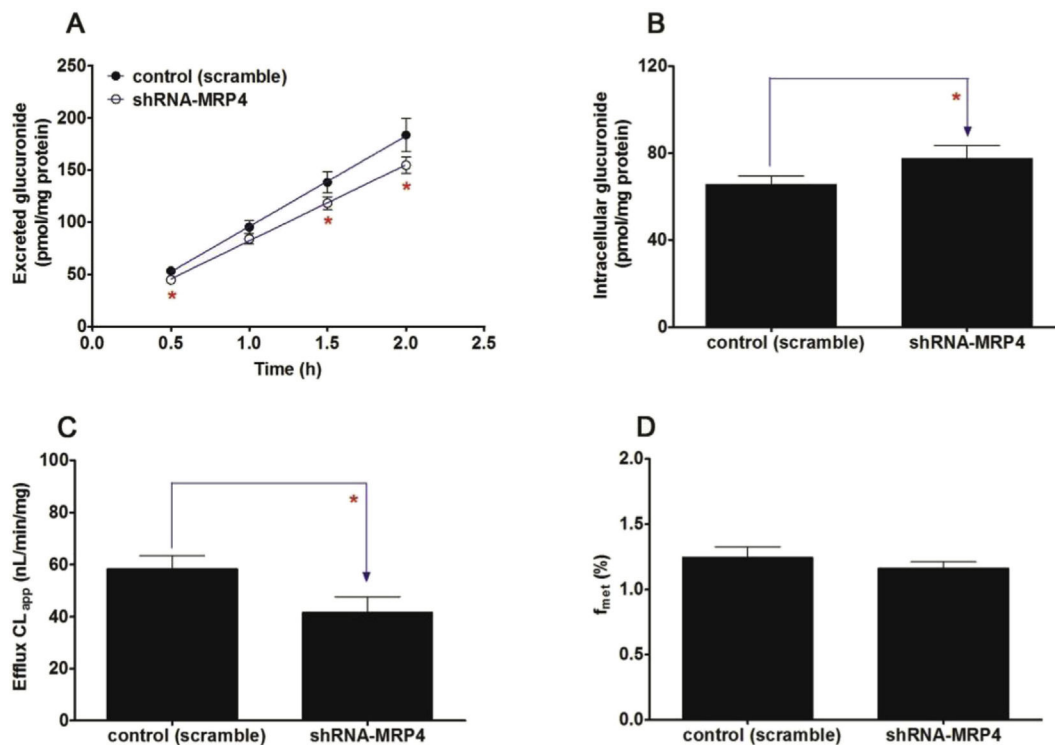 A
Excreted glucuronide
(pmol/mg protein)
250
200
150
100
50
0
control (scramble)
shRNA-MRP4
*
*
*
0.0 0.5 1.0 1.5 2.0 2.5
Time (h)
B
Intracellular glucuronide
(pmol/mg protein)
120
80
40
0
*
control (scramble) shRNA-MRP4
C
Efflux CLapp (nL/min/mg)
100
80
60
40
20
0
*
control (scramble) shRNA-MRP4
D
fmet (%)
2.0
1.5
1.0
0.5
0.0
control (scramble) shRNA-MRP4